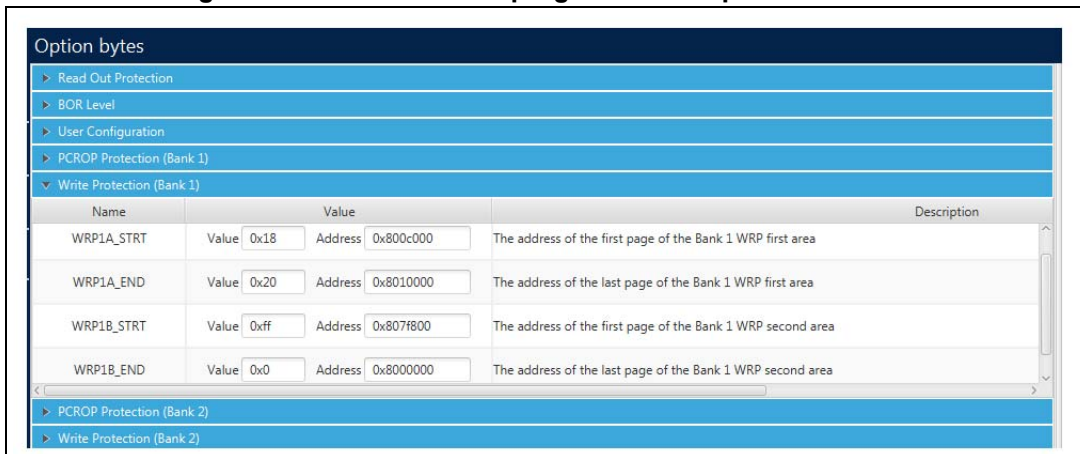 Option bytes
Read Out Protection
BOR Level
User Configuration
PCROP Protection (Bank 1)
Write Protection (Bank 1)
Name Value Description
WRP1A_STRT Value 0x18 Address 0x800c000 The address of the first page of the Bank 1 WRP first area
WRP1A_END Value 0x20 Address 0x8010000 The address of the last page of the Bank 1 WRP first area
WRP1B_STRT Value 0xff Address 0x807f800 The address of the first page of the Bank 1 WRP second area
WRP1B_END Value 0x0 Address 0x8000000 The address of the last page of the Bank 1 WRP second area
PCROP Protection (Bank 2)
Write Protection (Bank 2)